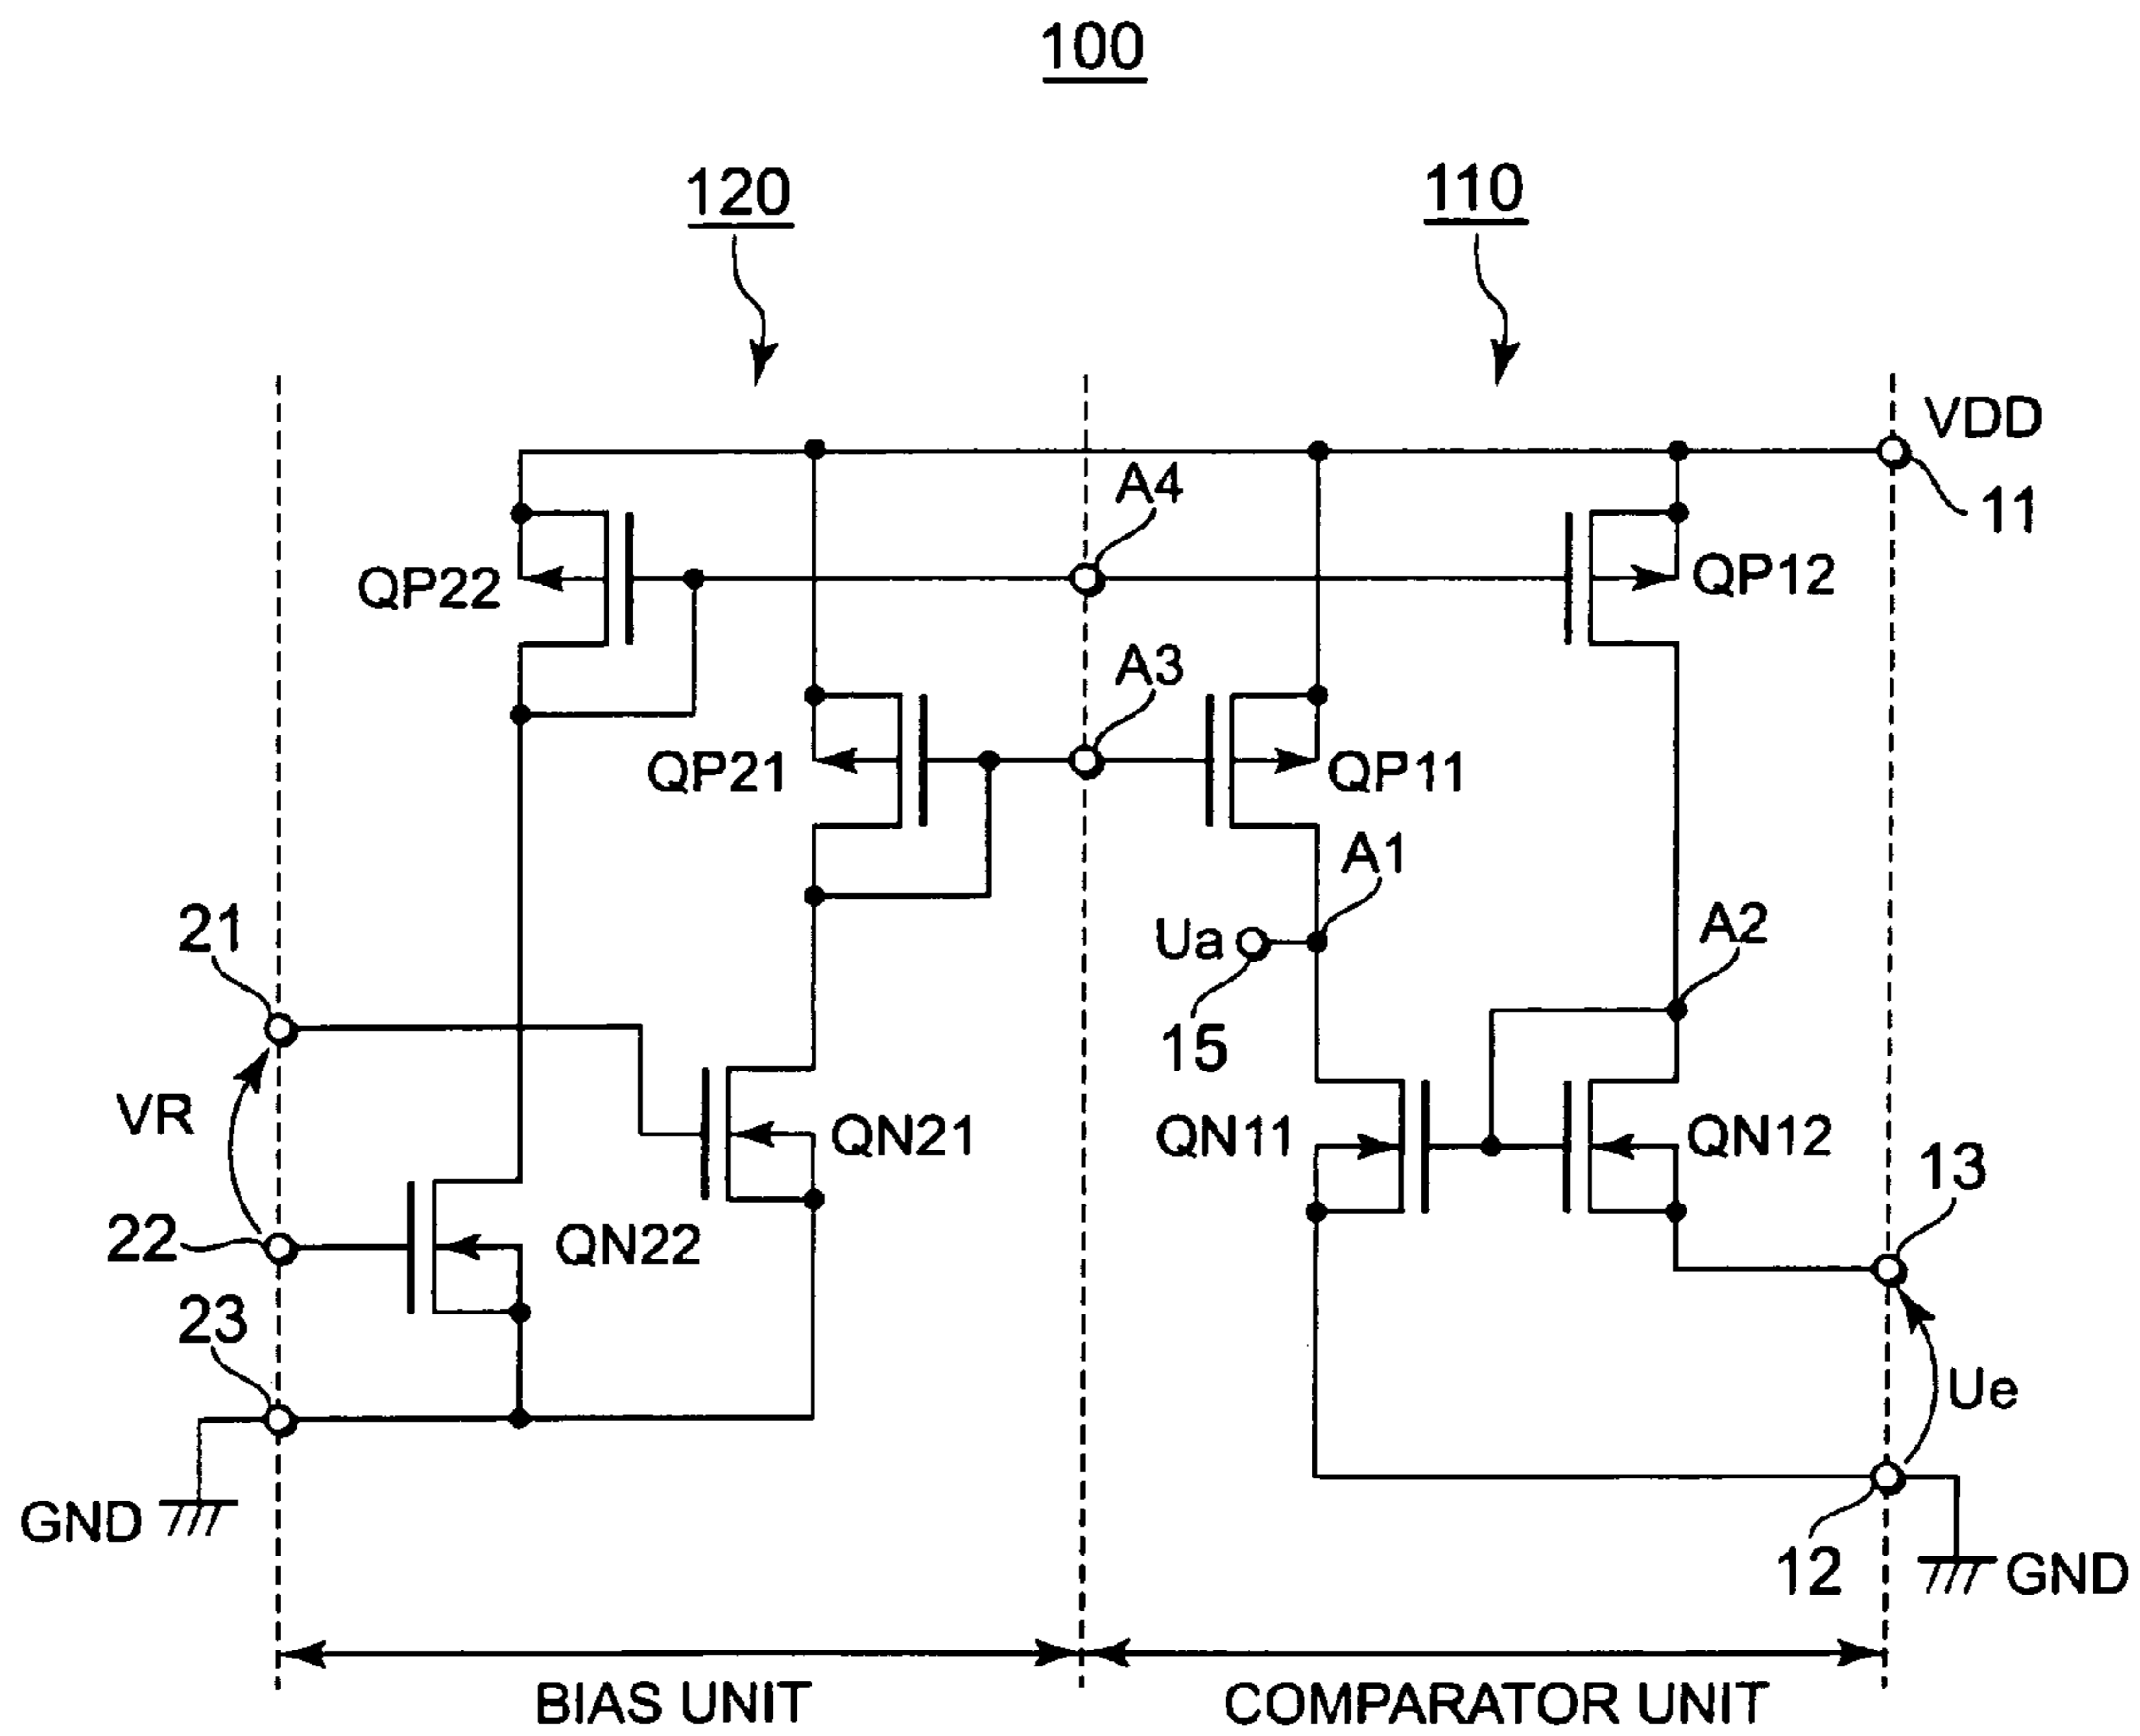 100
120
110
VDD
A4
11
QP22
QP12
A3
QP21
QP11
A1
21
Ua
A2
15
VR
QN21
QN11
QN12
13
22
QN22
23
Ue
GND
12
GND
BIAS UNIT
COMPARATOR UNIT